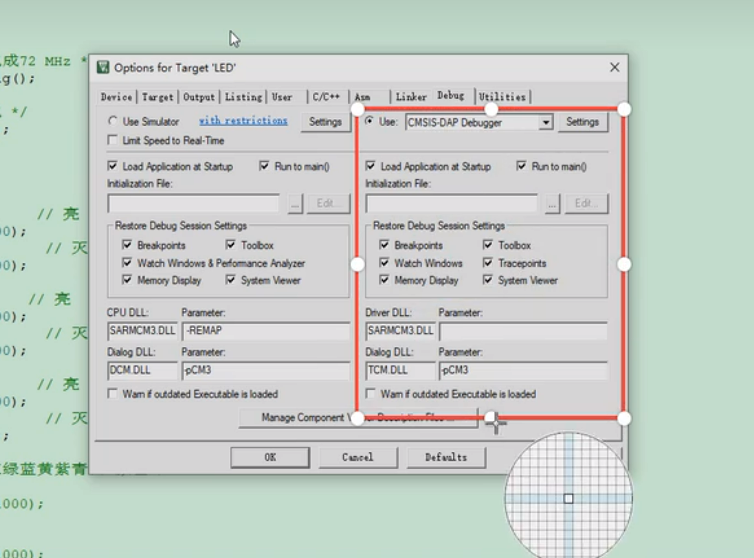 成72 MHz *
Options for Target 'LED'
g();
Device Target Output Listing User C/C++ Asm Linker Debug Utilities
*/
Use Simulator with restrictions Settings Use: CMSIS-DAP Debugger Settings
;
Limit Speed to Real-Time
Load Application at Startup Run to main() Load Application at Startup Run to main()
Initialization File: Initialization File:
... Edit... ... Edit...
// 亮
Restore Debug Session Settings Restore Debug Session Settings
00);
Breakpoints Toolbox Breakpoints Toolbox
// 灭
Watch Windows & Performance Analyzer Watch Windows Tracepoints
00);
Memory Display System Viewer Memory Display System Viewer
// 亮
CPU DLL: Parameter: Driver DLL: Parameter:
00);
SARMCM3.DLL -REMAP SARMCM3.DLL
// 灭
Dialog DLL: Parameter: Dialog DLL: Parameter:
00);
DCM.DLL -pCM3 TCM.DLL -pCM3
// 亮
Warn if outdated Executable is loaded Warn if outdated Executable is loaded
00);
// 灭
Manage Component Description Files ...
;
OK Cancel Defaults
绿蓝黄紫青
000);
000);